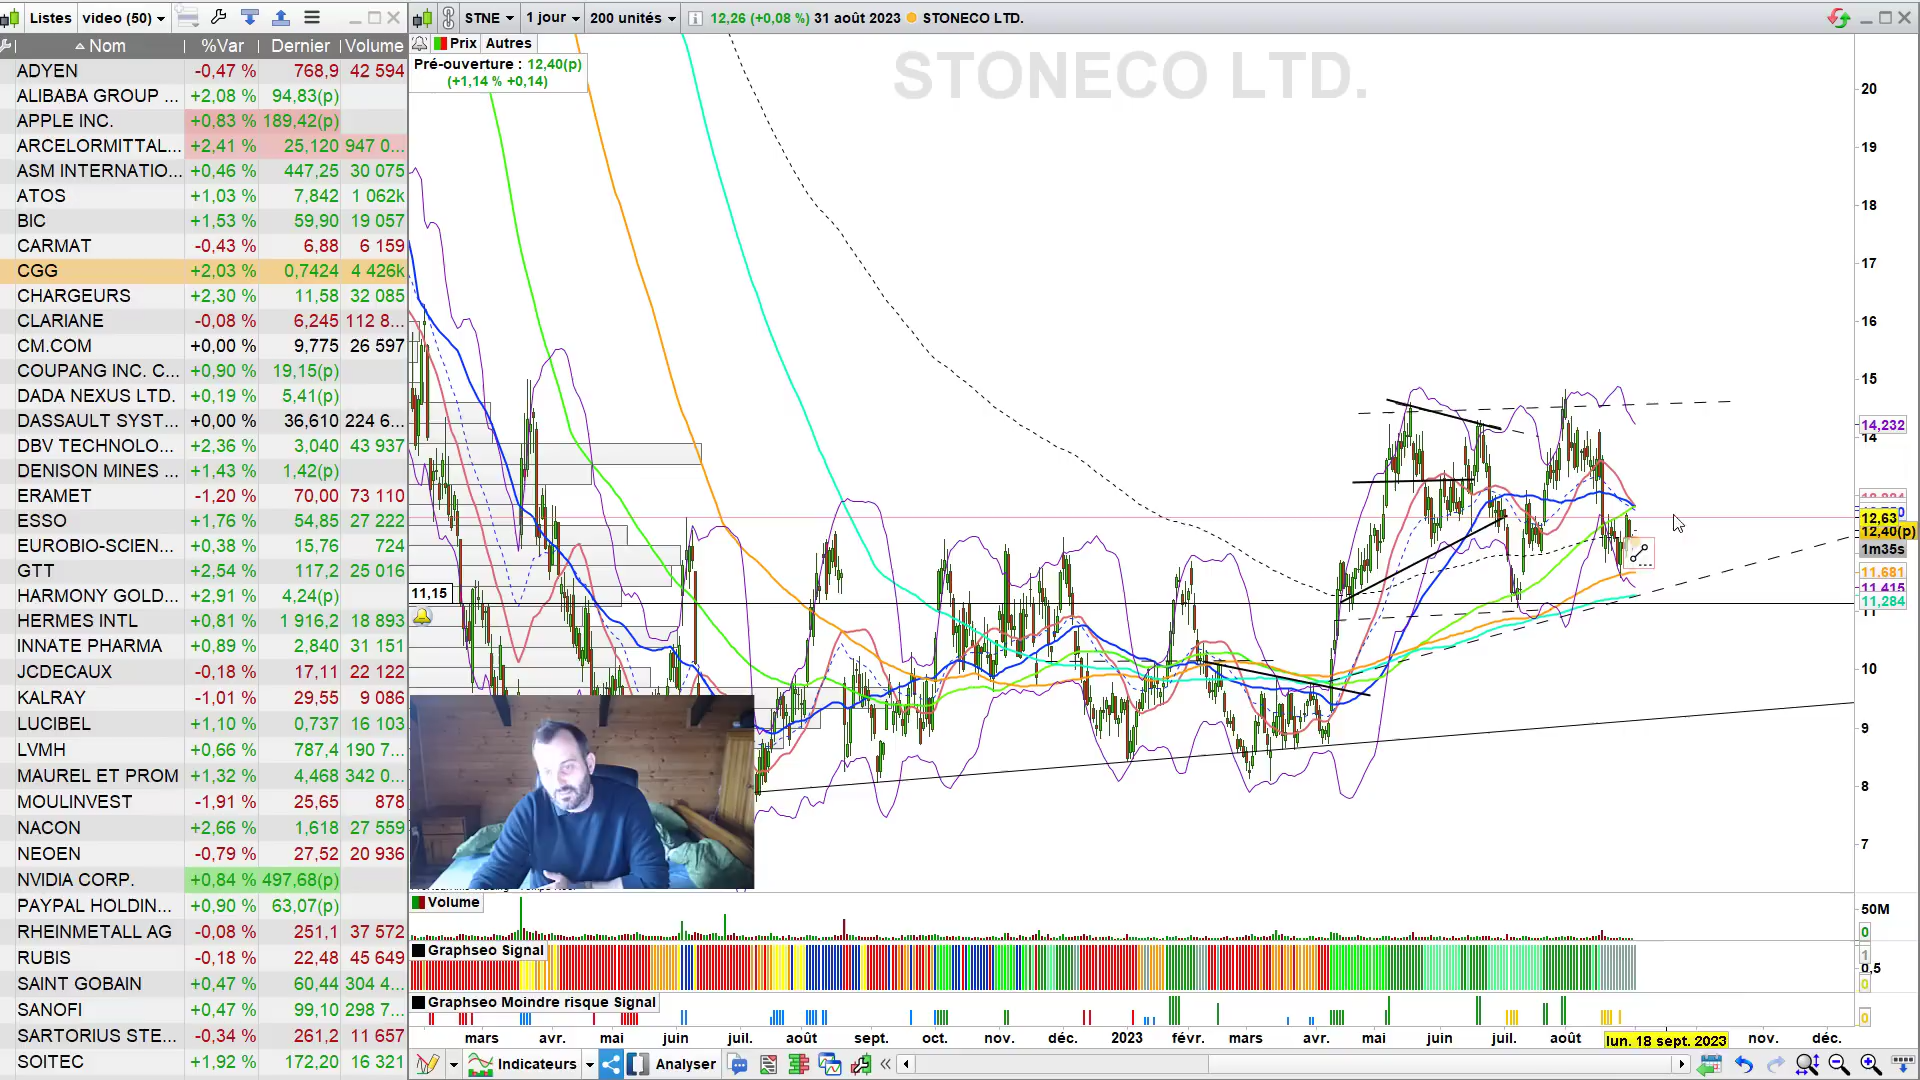 Listes video (50)
STNE 1 jour 200 unités 12,26 (+0,08 %) 31 août 2023 STONECO LTD.
Nom %Var Dernier Volume
Prix Autres
Pré-ouverture : 12,40(p)
(+1,14 % +0,14)
STONECO LTD.
ADYEN -0,47 % 768,9 42 594
ALIBABA GROUP ... +2,08 % 94,83(p)
APPLE INC. +0,83 % 189,42(p)
ARCELORMITTAL... +2,41 % 25,120 947 0...
ASM INTERNATIO... +0,46 % 447,25 30 075
ATOS +1,03 % 7,842 1 062k
BIC +1,53 % 59,90 19 057
CARMAT -0,43 % 6,88 6 159
CGG +2,03 % 0,7424 4 426k
CHARGEURS +2,30 % 11,58 32 085
CLARIANE -0,08 % 6,245 112 8...
CM.COM +0,00 % 9,775 26 597
COUPANG INC. C... +0,90 % 19,15(p)
DADA NEXUS LTD. +0,19 % 5,41(p)
DASSAULT SYST... +0,00 % 36,610 224 6...
DBV TECHNOLO... +2,36 % 3,040 43 937
DENISON MINES ... +1,43 % 1,42(p)
ERAMET -1,20 % 70,00 73 110
ESSO +1,76 % 54,85 27 222
EUROBIO-SCIEN... +0,38 % 15,76 724
GTT +2,54 % 117,2 25 016
HARMONY GOLD... +2,91 % 4,24(p)
HERMES INTL +0,81 % 1 916,2 18 893
INNATE PHARMA +0,89 % 2,840 31 151
JCDECAUX -0,18 % 17,11 22 122
KALRAY -1,01 % 29,55 9 086
LUCIBEL +1,10 % 0,737 16 103
LVMH +0,66 % 787,4 190 7...
MAUREL ET PROM +1,32 % 4,468 342 0...
MOULINVEST -1,91 % 25,65 878
NACON +2,66 % 1,618 27 559
NEOEN -0,79 % 27,52 20 936
NVIDIA CORP. +0,84 % 497,68(p)
PAYPAL HOLDIN... +0,90 % 63,07(p)
RHEINMETALL AG -0,08 % 251,1 37 572
RUBIS -0,18 % 22,48 45 649
SAINT GOBAIN +0,47 % 60,44 304 4...
SANOFI +0,47 % 99,10 298 7...
SARTORIUS STE... -0,34 % 261,2 11 657
SOITEC +1,92 % 172,20 16 321
20
19
18
17
16
15
14,232
14
12,63
12,40(p)
1m35s
11,681
11,415
11,284
11
10
9
8
7
11,15
Volume
50M
0
Graphseo Signal
1
0,5
0
Graphseo Moindre risque Signal
0
mars avr. mai juin juil. août sept. oct. nov. déc. 2023 févr. mars avr. mai juin juil. août lun. 18 sept. 2023 nov. déc.
Indicateurs Analyser